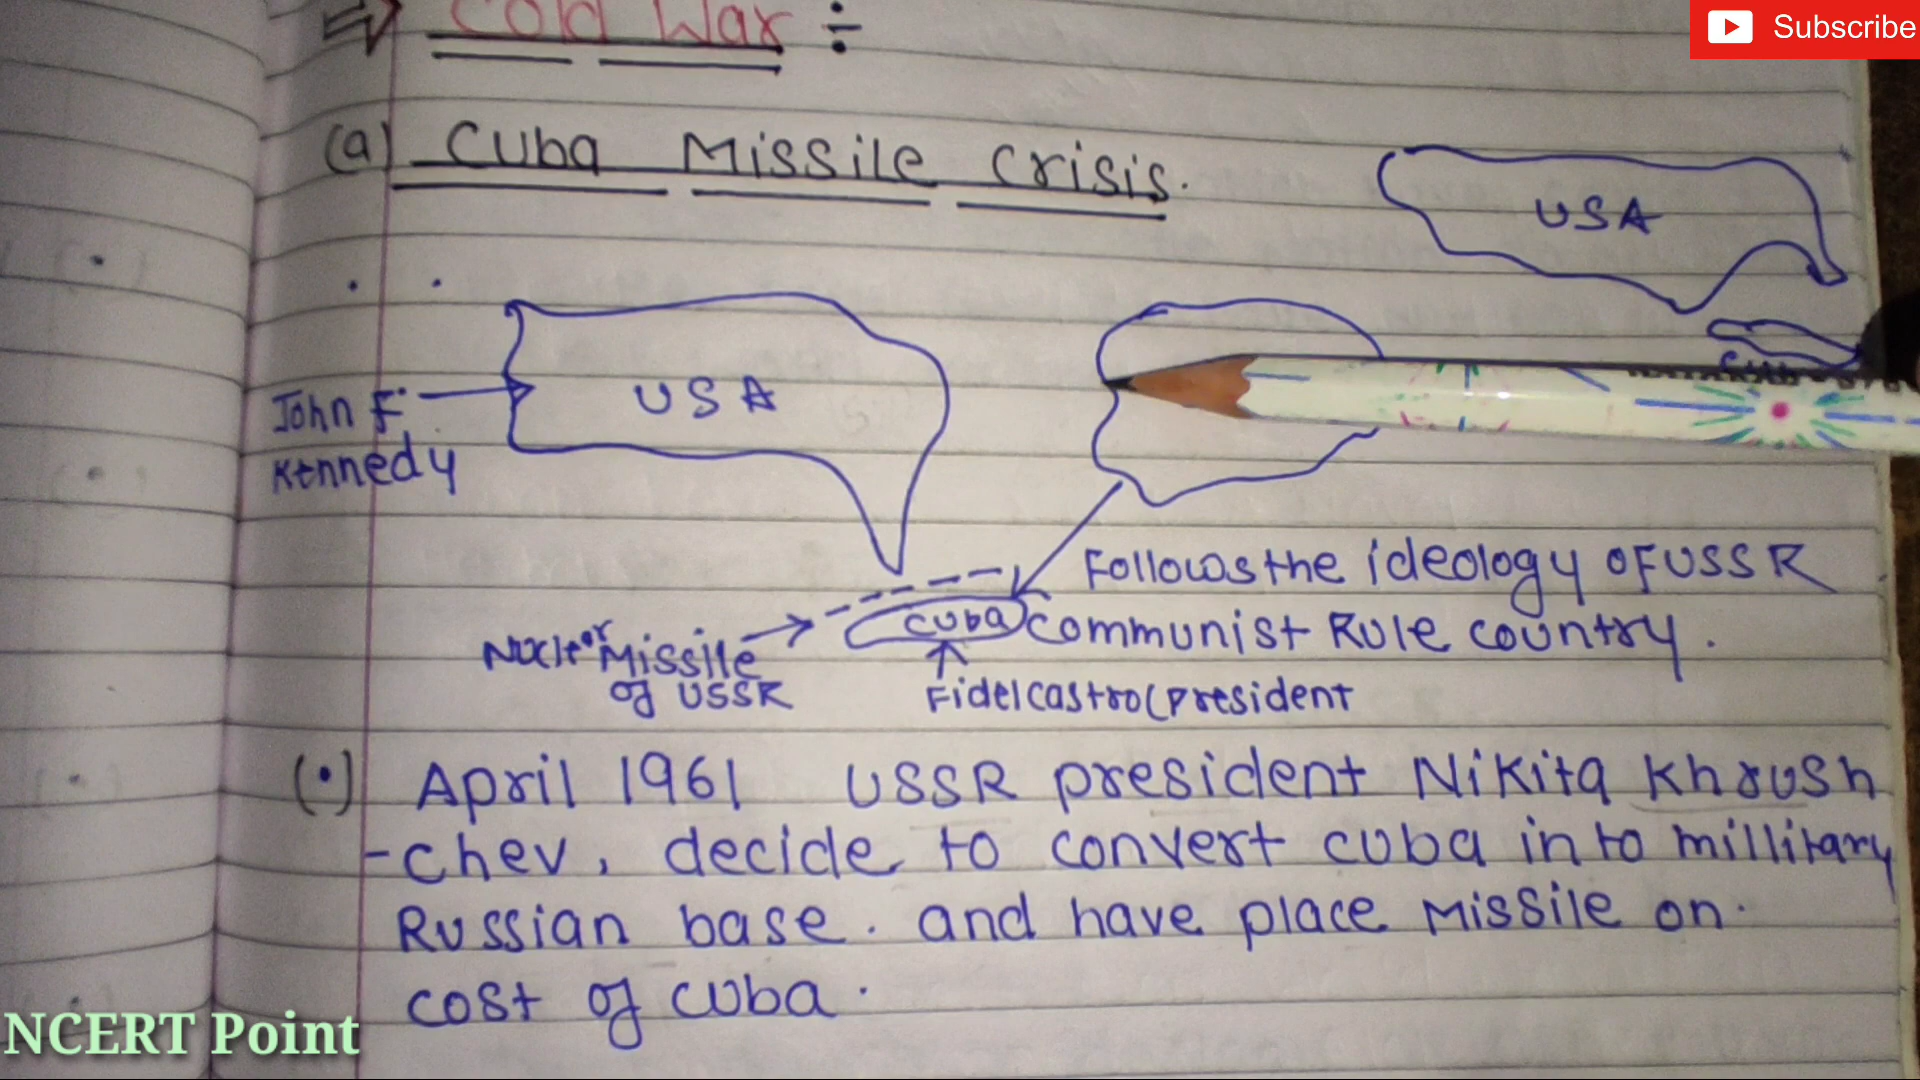 Subscribe
⇒ Cold War ÷
(a) Cuba Missile Crisis.
USA
USA
John F.
Kennedy
Follows the ideology of USSR
Cuba Communist Rule country.
Nuclear Missile
of USSR
Fidel Castro (president
(•) April 1961 USSR president Nikita Khrush
-chev, decide to convert cuba in to millitary
Russian base. and have place Missile on.
cost of cuba.
NCERT Point